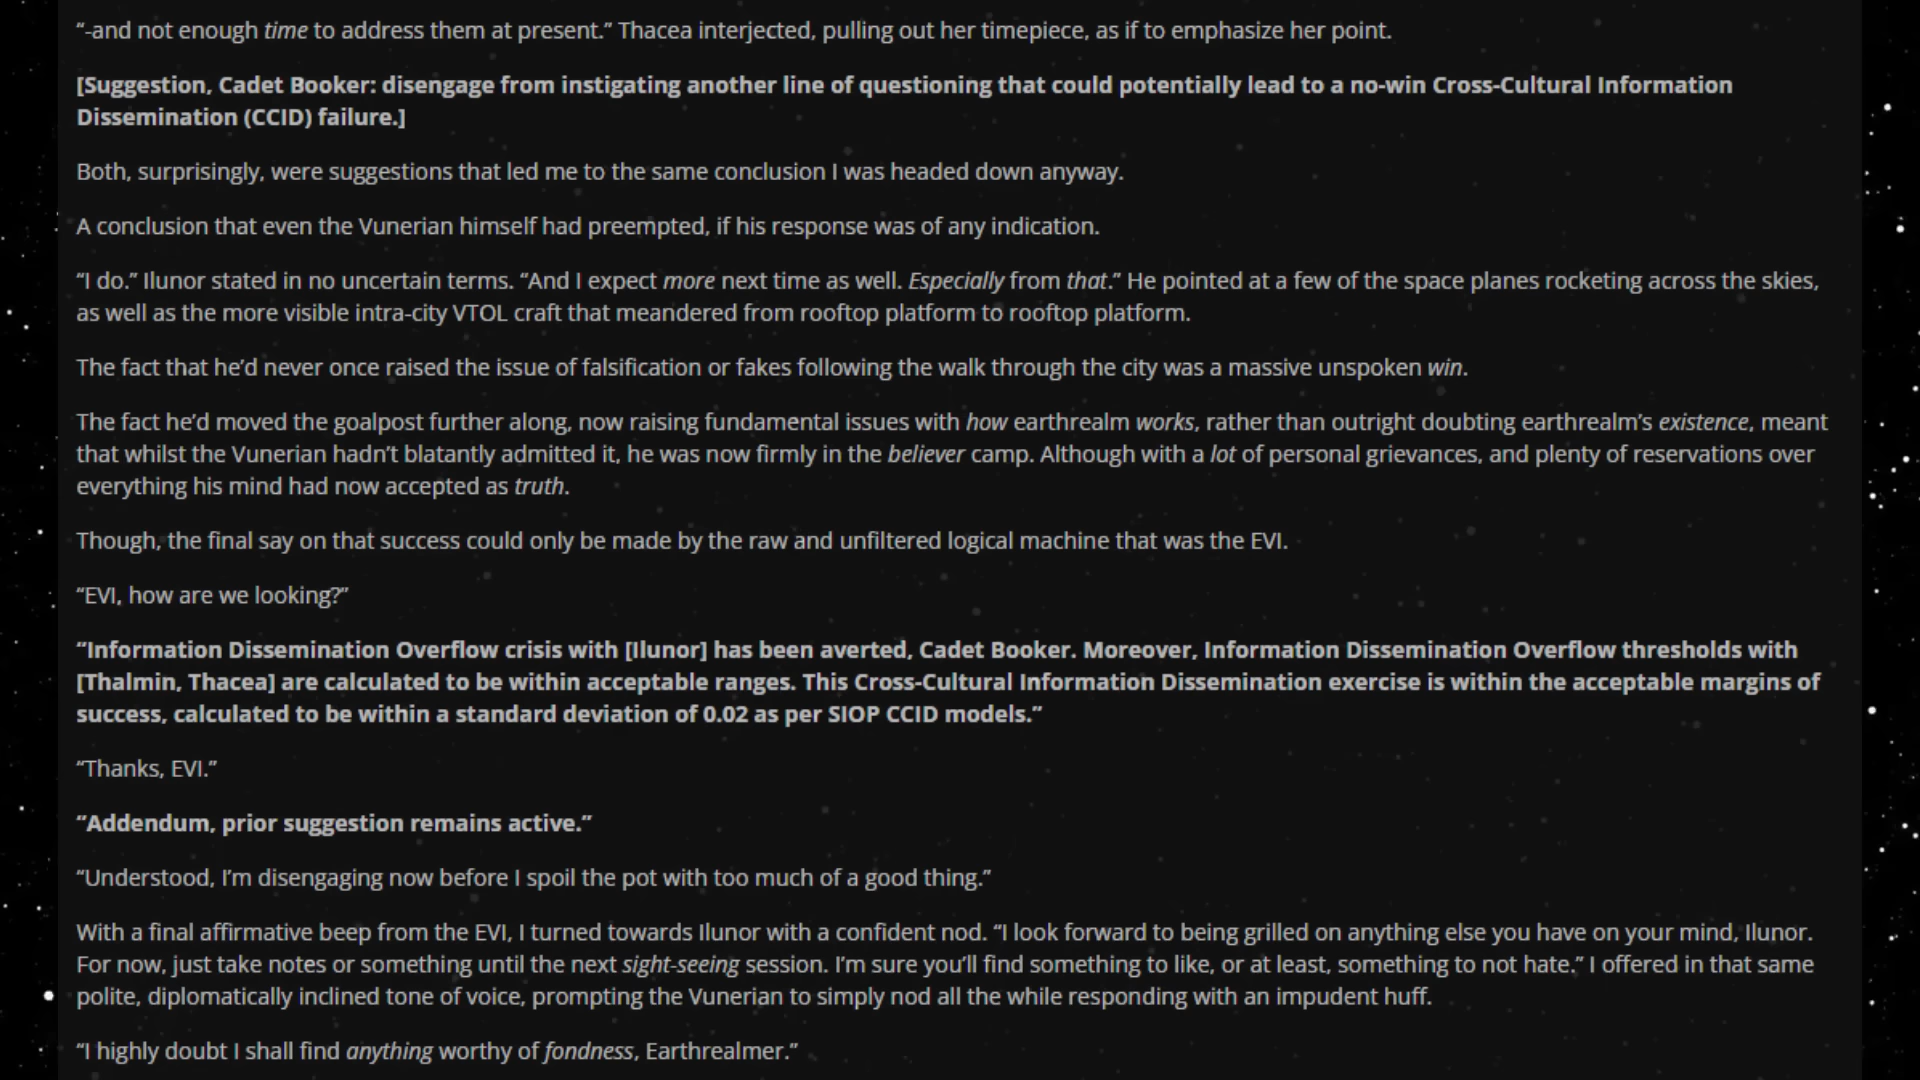 “-and not enough time to address them at present.” Thacea interjected, pulling out her timepiece, as if to emphasize her point.
[Suggestion, Cadet Booker: disengage from instigating another line of questioning that could potentially lead to a no-win Cross-Cultural Information
Dissemination (CCID) failure.]
Both, surprisingly, were suggestions that led me to the same conclusion I was headed down anyway.
A conclusion that even the Vunerian himself had preempted, if his response was of any indication.
“I do.” Ilunor stated in no uncertain terms. “And I expect more next time as well. Especially from that.” He pointed at a few of the space planes rocketing across the skies,
as well as the more visible intra-city VTOL craft that meandered from rooftop platform to rooftop platform.
The fact that he’d never once raised the issue of falsification or fakes following the walk through the city was a massive unspoken win.
The fact he’d moved the goalpost further along, now raising fundamental issues with how earthrealm works, rather than outright doubting earthrealm’s existence, meant
that whilst the Vunerian hadn’t blatantly admitted it, he was now firmly in the believer camp. Although with a lot of personal grievances, and plenty of reservations over
everything his mind had now accepted as truth.
Though, the final say on that success could only be made by the raw and unfiltered logical machine that was the EVI.
“EVI, how are we looking?”
“Information Dissemination Overflow crisis with [Ilunor] has been averted, Cadet Booker. Moreover, Information Dissemination Overflow thresholds with
[Thalmin, Thacea] are calculated to be within acceptable ranges. This Cross-Cultural Information Dissemination exercise is within the acceptable margins of
success, calculated to be within a standard deviation of 0.02 as per SIOP CCID models.”
“Thanks, EVI.”
“Addendum, prior suggestion remains active.”
“Understood, I’m disengaging now before I spoil the pot with too much of a good thing.”
With a final affirmative beep from the EVI, I turned towards Ilunor with a confident nod. “I look forward to being grilled on anything else you have on your mind, Ilunor.
For now, just take notes or something until the next sight-seeing session. I’m sure you’ll find something to like, or at least, something to not hate.” I offered in that same
polite, diplomatically inclined tone of voice, prompting the Vunerian to simply nod all the while responding with an impudent huff.
“I highly doubt I shall find anything worthy of fondness, Earthrealmer.”